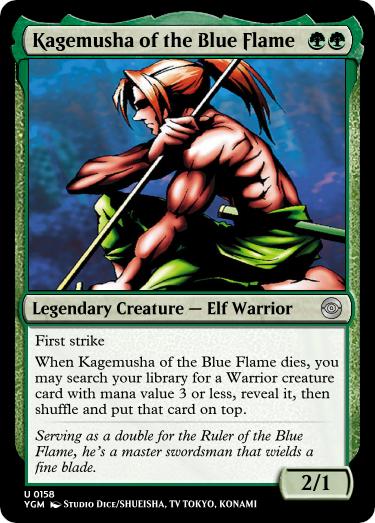 Kagemusha of the Blue Flame
Legendary Creature — Elf Warrior
First strike
When Kagemusha of the Blue Flame dies, you
may search your library for a Warrior creature
card with mana value 3 or less, reveal it, then
shuffle and put that card on top.
Serving as a double for the Ruler of the Blue
Flame, he's a master swordsman that wields a
fine blade.
2/1
U 0158
YGM Studio Dice/SHUEISHA, TV TOKYO, KONAMI